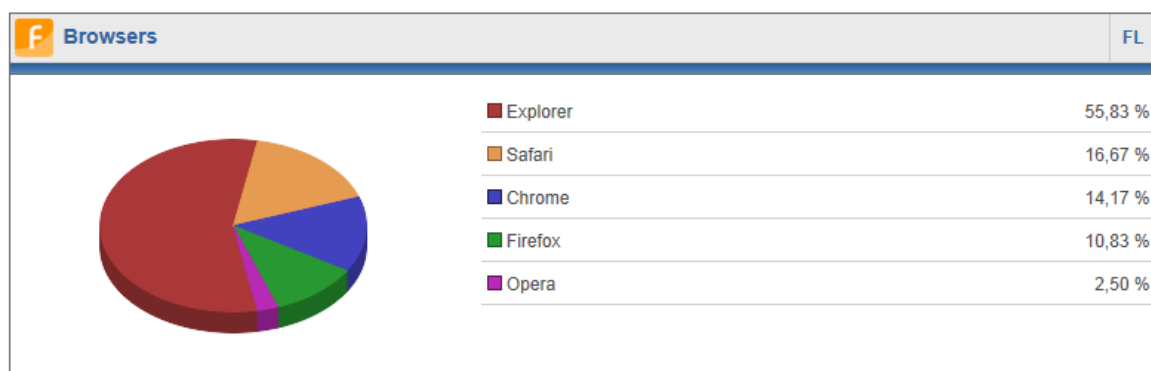 F Browsers FL
Explorer 55,83 %
Safari 16,67 %
Chrome 14,17 %
Firefox 10,83 %
Opera 2,50 %